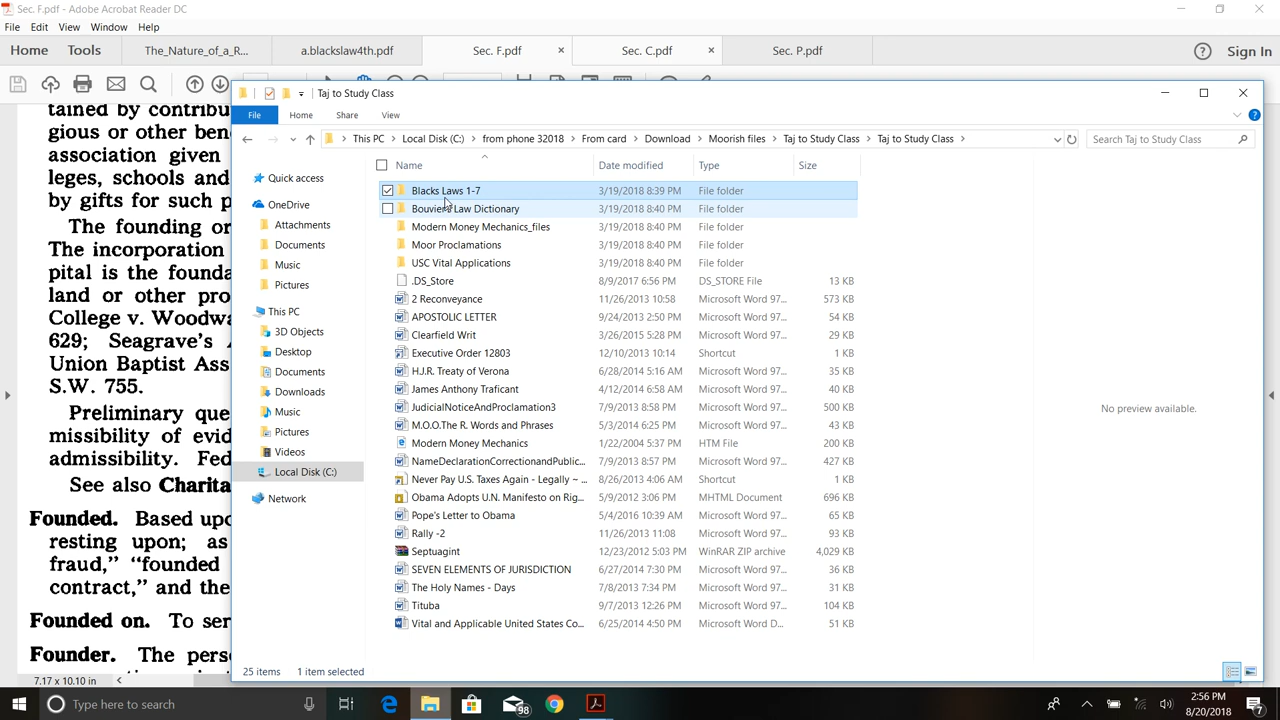 Sec. F.pdf - Adobe Acrobat Reader DC
File Edit View Window Help
Home Tools The_Nature_of_a_R... a.blackslaw4th.pdf Sec. F.pdf × Sec. C.pdf × Sec. P.pdf ? Sign In
Taj to Study Class
File Home Share View
This PC > Local Disk (C:) > from phone 32018 > From card > Download > Moorish files > Taj to Study Class > Taj to Study Class >
Search Taj to Study Class
Name Date modified Type Size
Quick access
OneDrive
Attachments
Documents
Music
Pictures
This PC
3D Objects
Desktop
Documents
Downloads
Music
Pictures
Videos
Local Disk (C:)
Network
Blacks Laws 1-7 3/19/2018 8:39 PM File folder
Law Dictionary 3/19/2018 8:40 PM File folder
Modern Money Mechanics_files 3/19/2018 8:40 PM File folder
Moor Proclamations 3/19/2018 8:40 PM File folder
USC Vital Applications 3/19/2018 8:40 PM File folder
.DS_Store 8/9/2017 6:56 PM DS_STORE File 13 KB
2 Reconveyance 11/26/2013 10:58 Microsoft Word 97... 573 KB
APOSTOLIC LETTER 9/24/2013 2:50 PM Microsoft Word 97... 54 KB
Clearfield Writ 3/26/2015 5:28 PM Microsoft Word 97... 29 KB
Executive Order 12803 12/10/2013 10:14 Shortcut 1 KB
H.J.R. Treaty of Verona 6/28/2014 5:16 AM Microsoft Word 97... 35 KB
James Anthony Traficant 4/12/2014 6:58 AM Microsoft Word 97... 40 KB
JudicialNoticeAndProclamation3 7/9/2013 8:58 PM Microsoft Word 97... 500 KB
M.O.O.The R. Words and Phrases 5/3/2014 6:25 PM Microsoft Word 97... 43 KB
Modern Money Mechanics 1/22/2004 5:37 PM HTM File 200 KB
NameDeclarationCorrectionandPublic... 7/9/2013 8:57 PM Microsoft Word 97... 427 KB
Never Pay U.S. Taxes Again - Legally ~ ... 8/26/2013 4:06 AM Shortcut 1 KB
Obama Adopts U.N. Manifesto on Rig... 5/9/2012 3:06 PM MHTML Document 696 KB
Pope's Letter to Obama 5/4/2016 10:39 AM Microsoft Word 97... 65 KB
Rally -2 11/26/2013 11:08 Microsoft Word 97... 93 KB
Septuagint 12/23/2012 5:03 PM WinRAR ZIP archive 4,029 KB
SEVEN ELEMENTS OF JURISDICTION 6/27/2014 7:30 PM Microsoft Word 97... 36 KB
The Holy Names - Days 7/8/2013 7:34 PM Microsoft Word 97... 31 KB
Tituba 9/7/2013 12:26 PM Microsoft Word 97... 104 KB
Vital and Applicable United States Co... 6/25/2014 4:50 PM Microsoft Word D... 51 KB
No preview available.
25 items 1 item selected
tained by contribu
gious or other ben
association given
leges, schools and
by gifts for such p
The founding or
The incorporation
pital is the founda
land or other pro
College v. Woodwa
629; Seagrave's
Union Baptist Ass
S.W. 755.
Preliminary que
missibility of evid
admissibility. Fed
See also Charita
Founded. Based upo
resting upon; as
fraud," "founded
contract," and the
Founded on. To ser
Founder. The pers
7.17 x 10.10 in
Type here to search
98
2:56 PM
8/20/2018
7